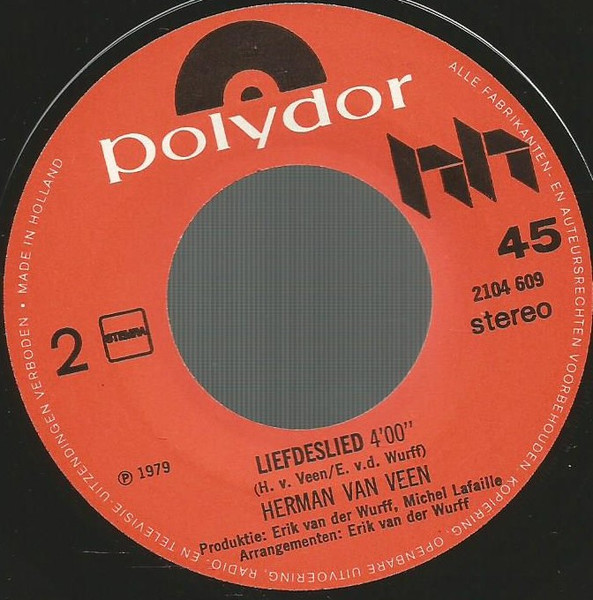 polydor
45
2104 609
stereo
2
STEMRA
LIEFDESLIED 4'00"
(H. v. Veen/E. v.d. Wurff)
HERMAN VAN VEEN
Produktie: Erik van der Wurff, Michel Lafaille
Arrangementen: Erik van der Wurff
℗ 1979
ALLE FABRIKANTEN- EN AUTEURSRECHTEN VOORBEHOUDEN. KOPIERING, OPENBARE UITVOERING, RADIO- EN TELEVISIE-UITZENDINGEN VERBODEN • MADE IN HOLLAND